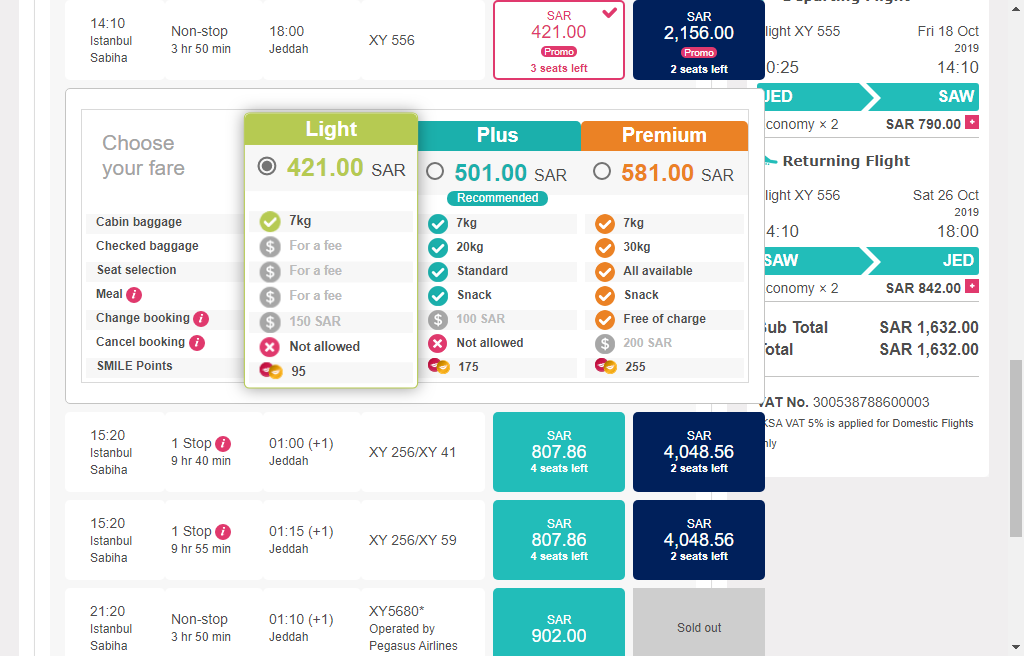 Departing Flight
14:10
Istanbul
Sabiha
Non-stop
3 hr 50 min
18:00
Jeddah
XY 556
SAR
421.00
Promo
3 seats left
SAR
2,156.00
Promo
2 seats left
light XY 555
Fri 18 Oct
2019
0:25
14:10
JED
SAW
conomy × 2
SAR 790.00
Returning Flight
light XY 556
Sat 26 Oct
2019
4:10
18:00
SAW
JED
conomy × 2
SAR 842.00
ub Total
SAR 1,632.00
otal
SAR 1,632.00
VAT No. 300538788600003
KSA VAT 5% is applied for Domestic Flights
nly
Choose
your fare
Light
421.00 SAR
Plus
501.00 SAR
Recommended
Premium
581.00 SAR
Cabin baggage
7kg
7kg
7kg
Checked baggage
For a fee
20kg
30kg
Seat selection
For a fee
Standard
All available
Meal
For a fee
Snack
Snack
Change booking
150 SAR
100 SAR
Free of charge
Cancel booking
Not allowed
Not allowed
200 SAR
SMILE Points
95
175
255
15:20
Istanbul
Sabiha
1 Stop
9 hr 40 min
01:00 (+1)
Jeddah
XY 256/XY 41
SAR
807.86
4 seats left
SAR
4,048.56
2 seats left
15:20
Istanbul
Sabiha
1 Stop
9 hr 55 min
01:15 (+1)
Jeddah
XY 256/XY 59
SAR
807.86
4 seats left
SAR
4,048.56
2 seats left
21:20
Istanbul
Sabiha
Non-stop
3 hr 50 min
01:10 (+1)
Jeddah
XY5680*
Operated by
Pegasus Airlines
SAR
902.00
Sold out